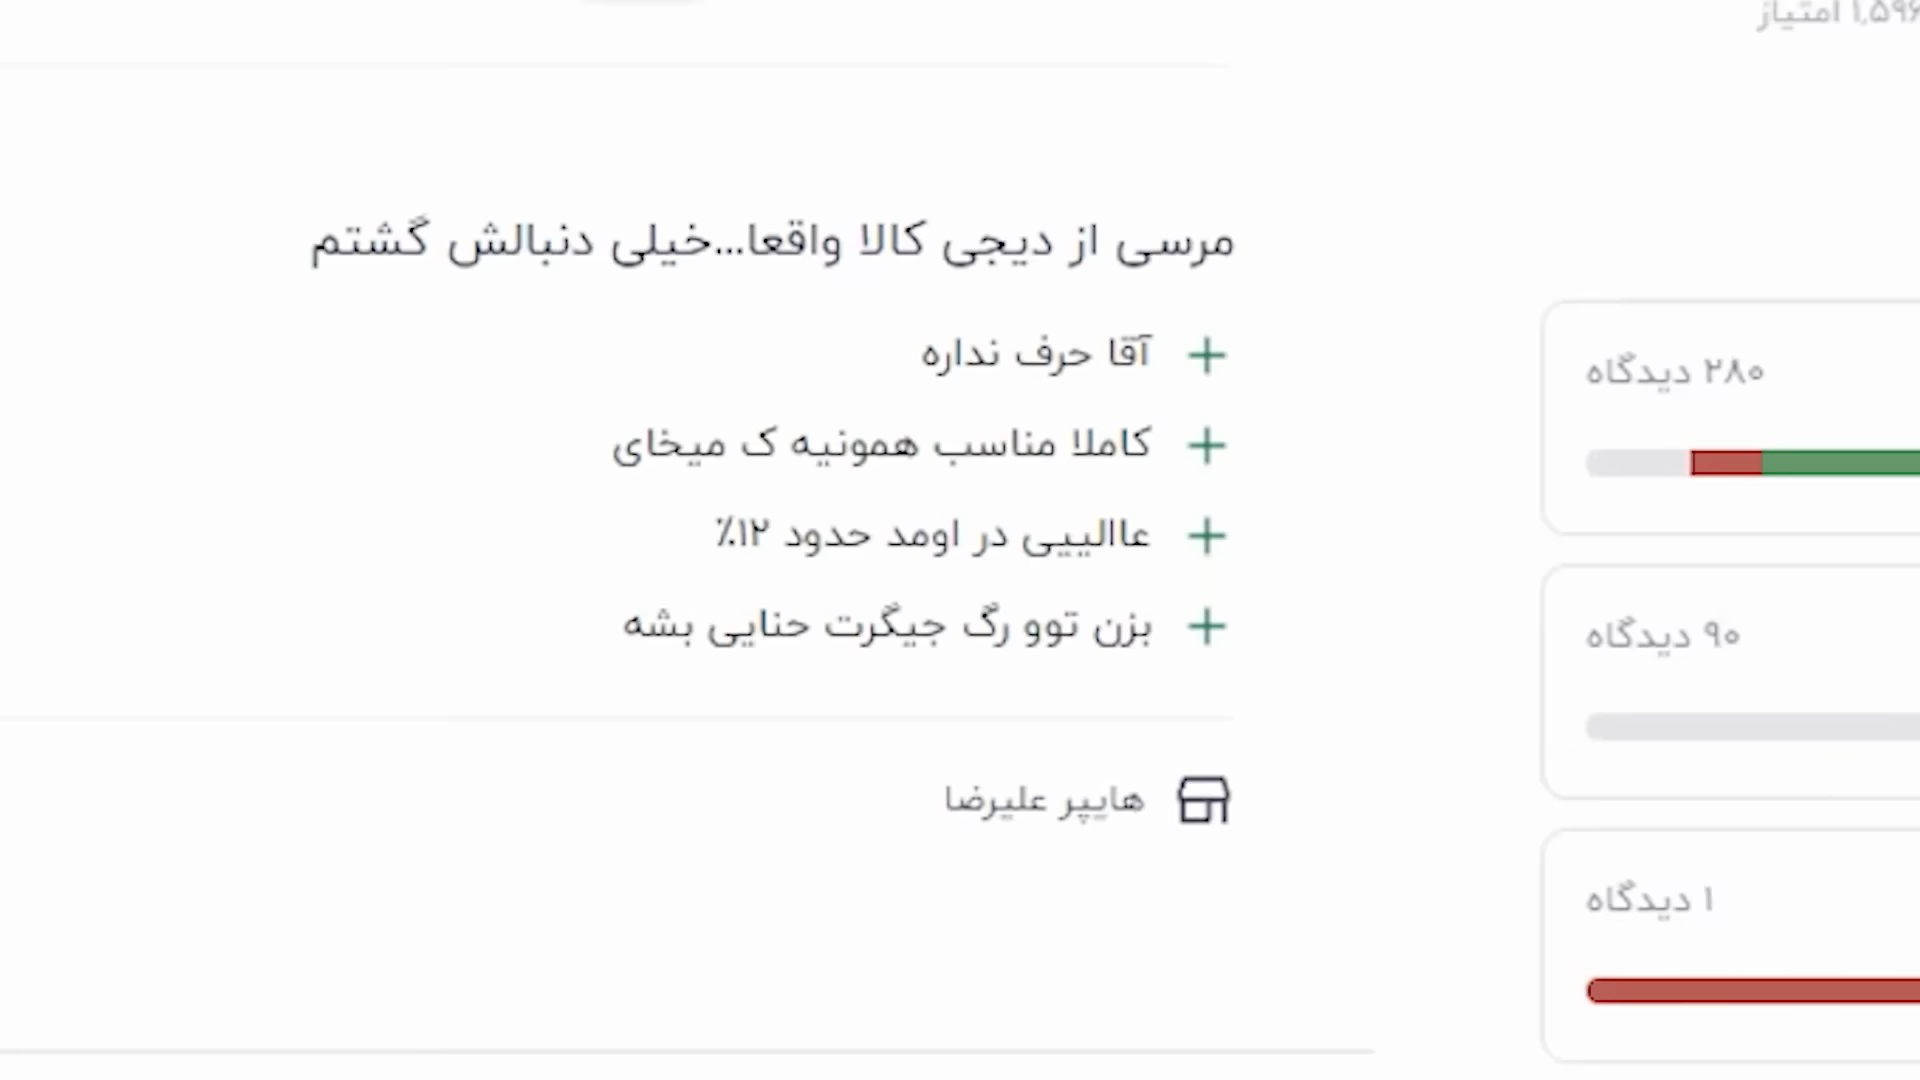 ۱,۵۹۶ امتیاز
مرسی از دیجی کالا واقعا...خیلی دنبالش گشتم
آقا حرف نداره
کاملا مناسب همونیه ک میخای
عاالییی در اومد حدود ۱۲٪
بزن توو رگ جیگرت حنایی بشه
هایپر علیرضا
۲۸۰ دیدگاه
۹۰ دیدگاه
۱ دیدگاه